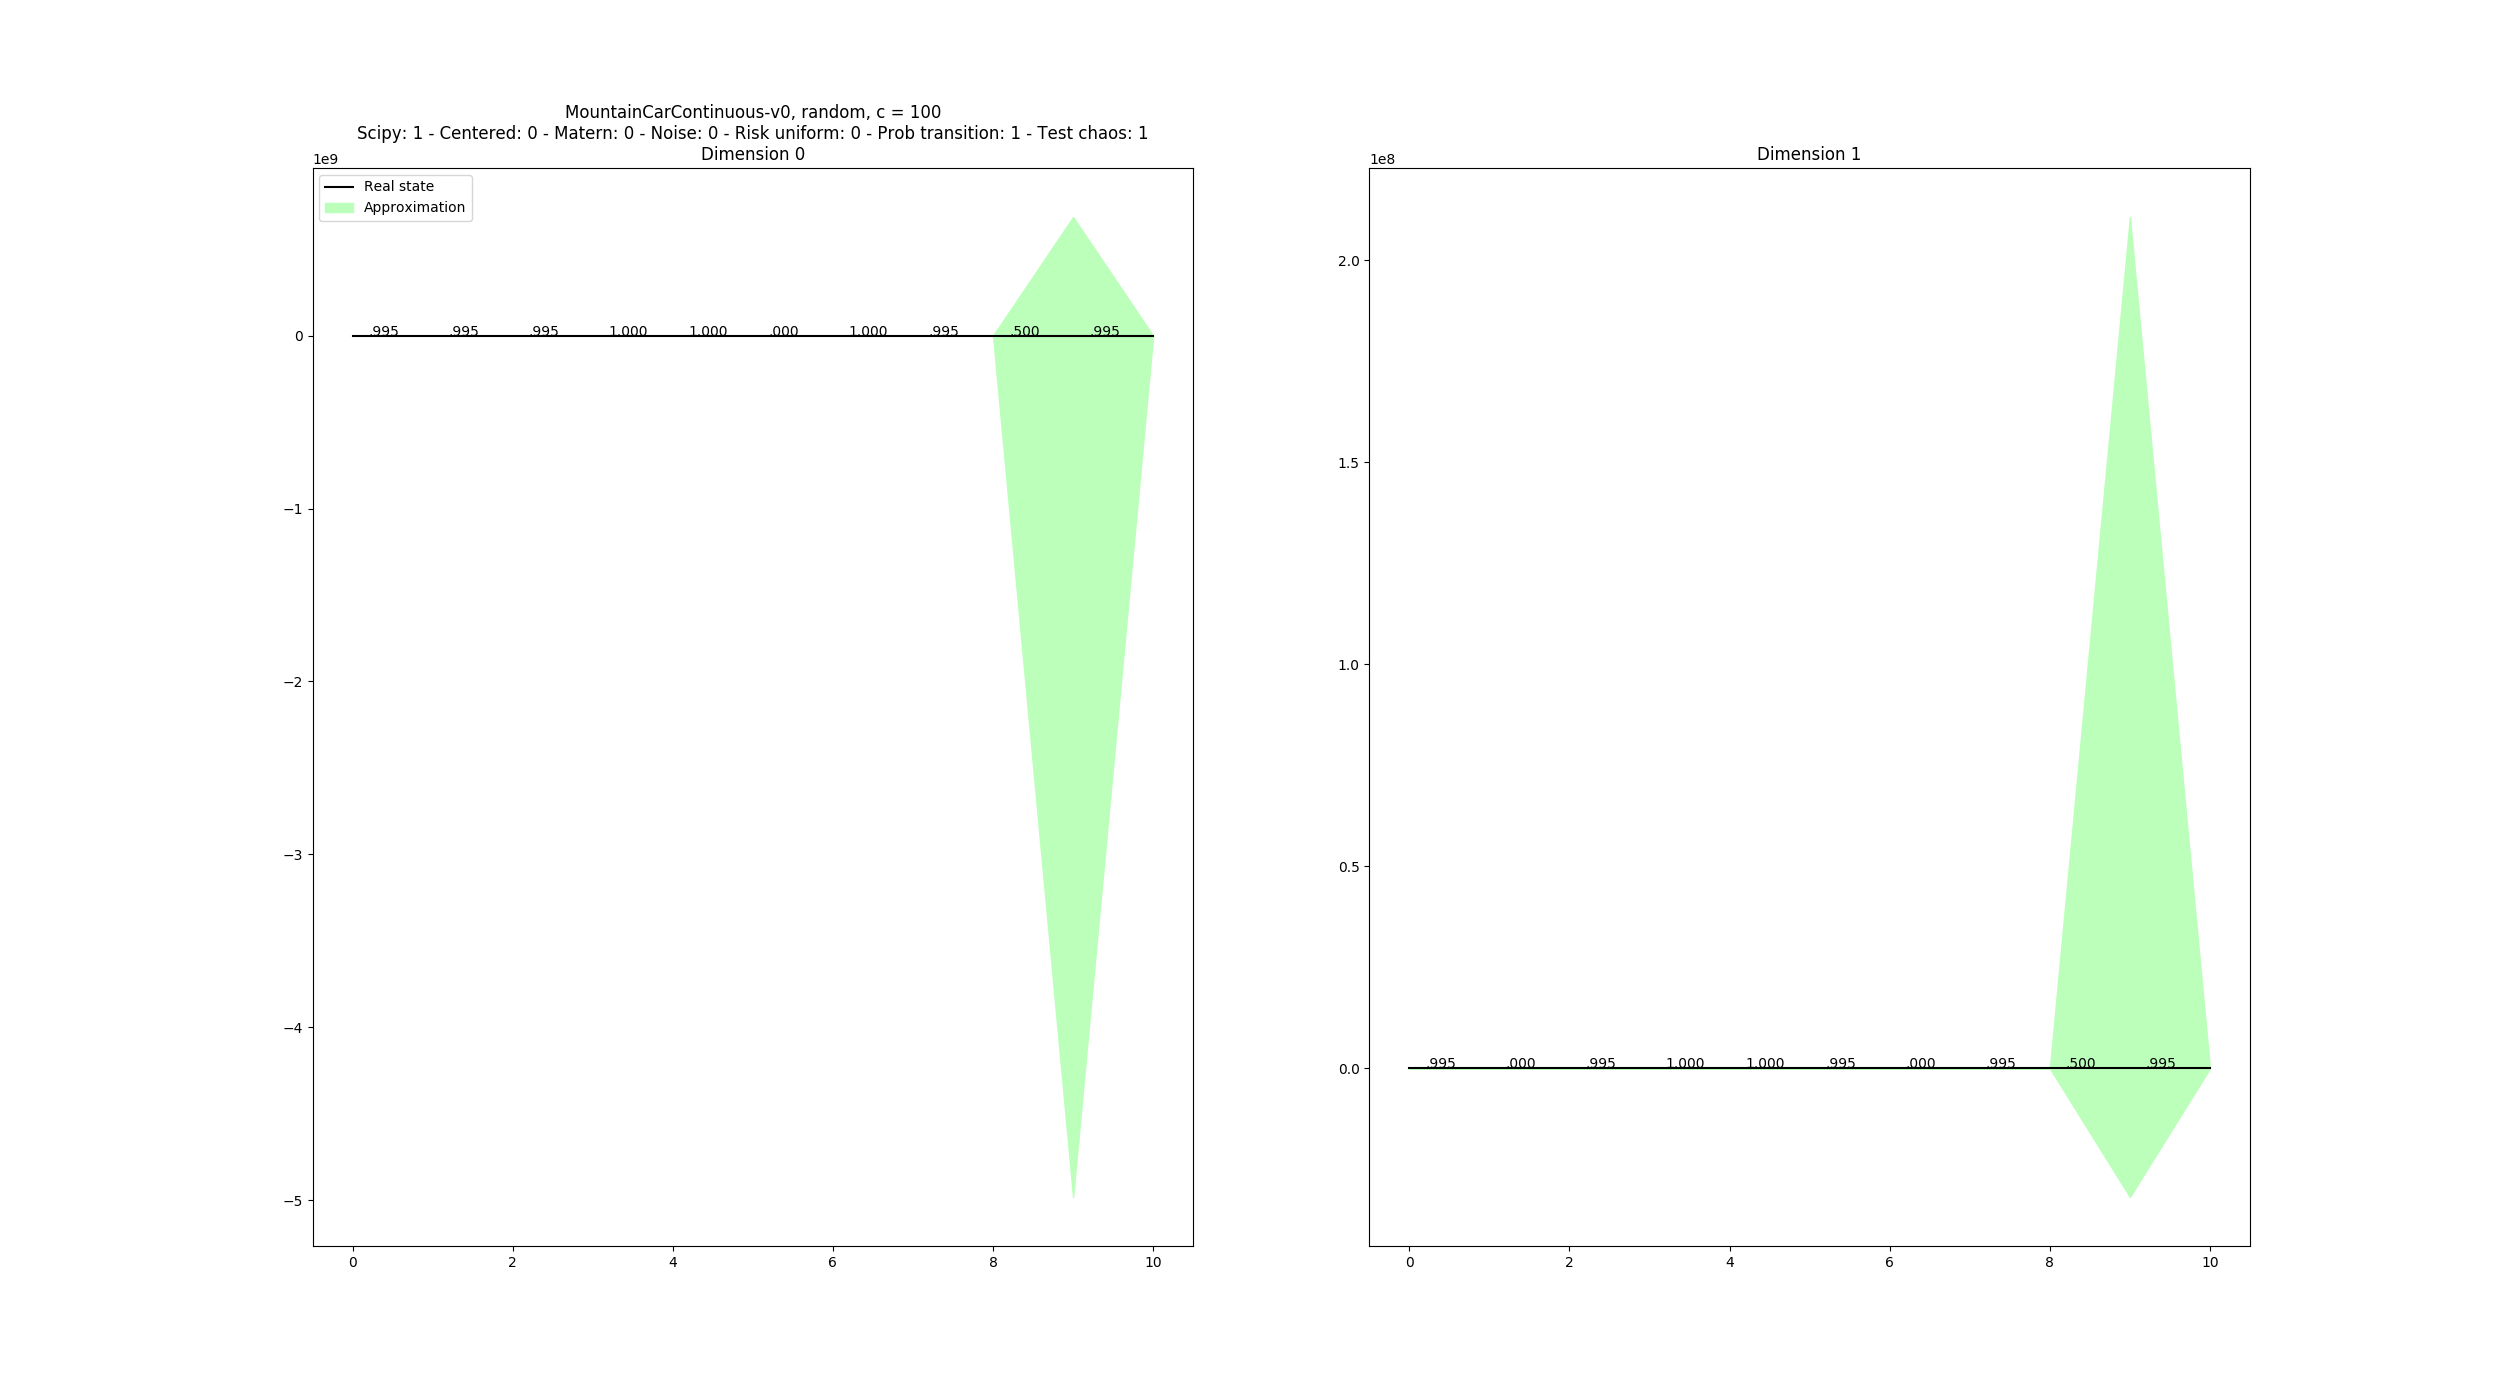 MountainCarContinuous-v0, random, c = 100
Scipy: 1 - Centered: 0 - Matern: 0 - Noise: 0 - Risk uniform: 0 - Prob transition: 1 - Test chaos: 1
Dimension 0
1e9
Real state
Approximation
.995 .995 .995 1.000 1.000 .000 1.000 .995 .500 .995
0
−1
−2
−3
−4
−5
0 2 4 6 8 10
Dimension 1
1e8
2.0
1.5
1.0
0.5
0.0
.995 .000 .995 1.000 1.000 .995 .000 .995 .500 .995
0 2 4 6 8 10